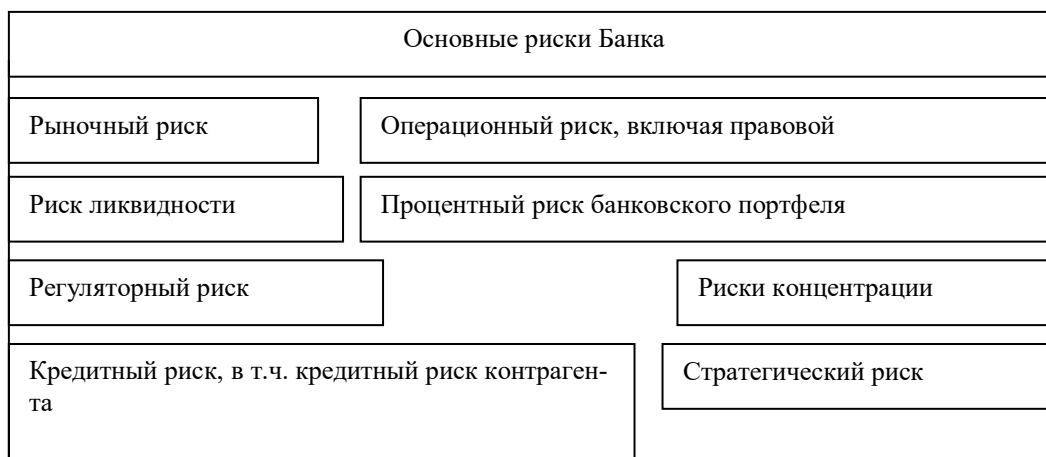 Основные риски Банка
Рыночный риск
Операционный риск, включая правовой
Риск ликвидности
Процентный риск банковского портфеля
Регуляторный риск
Риски концентрации
Кредитный риск, в т.ч. кредитный риск контраген-
та
Стратегический риск